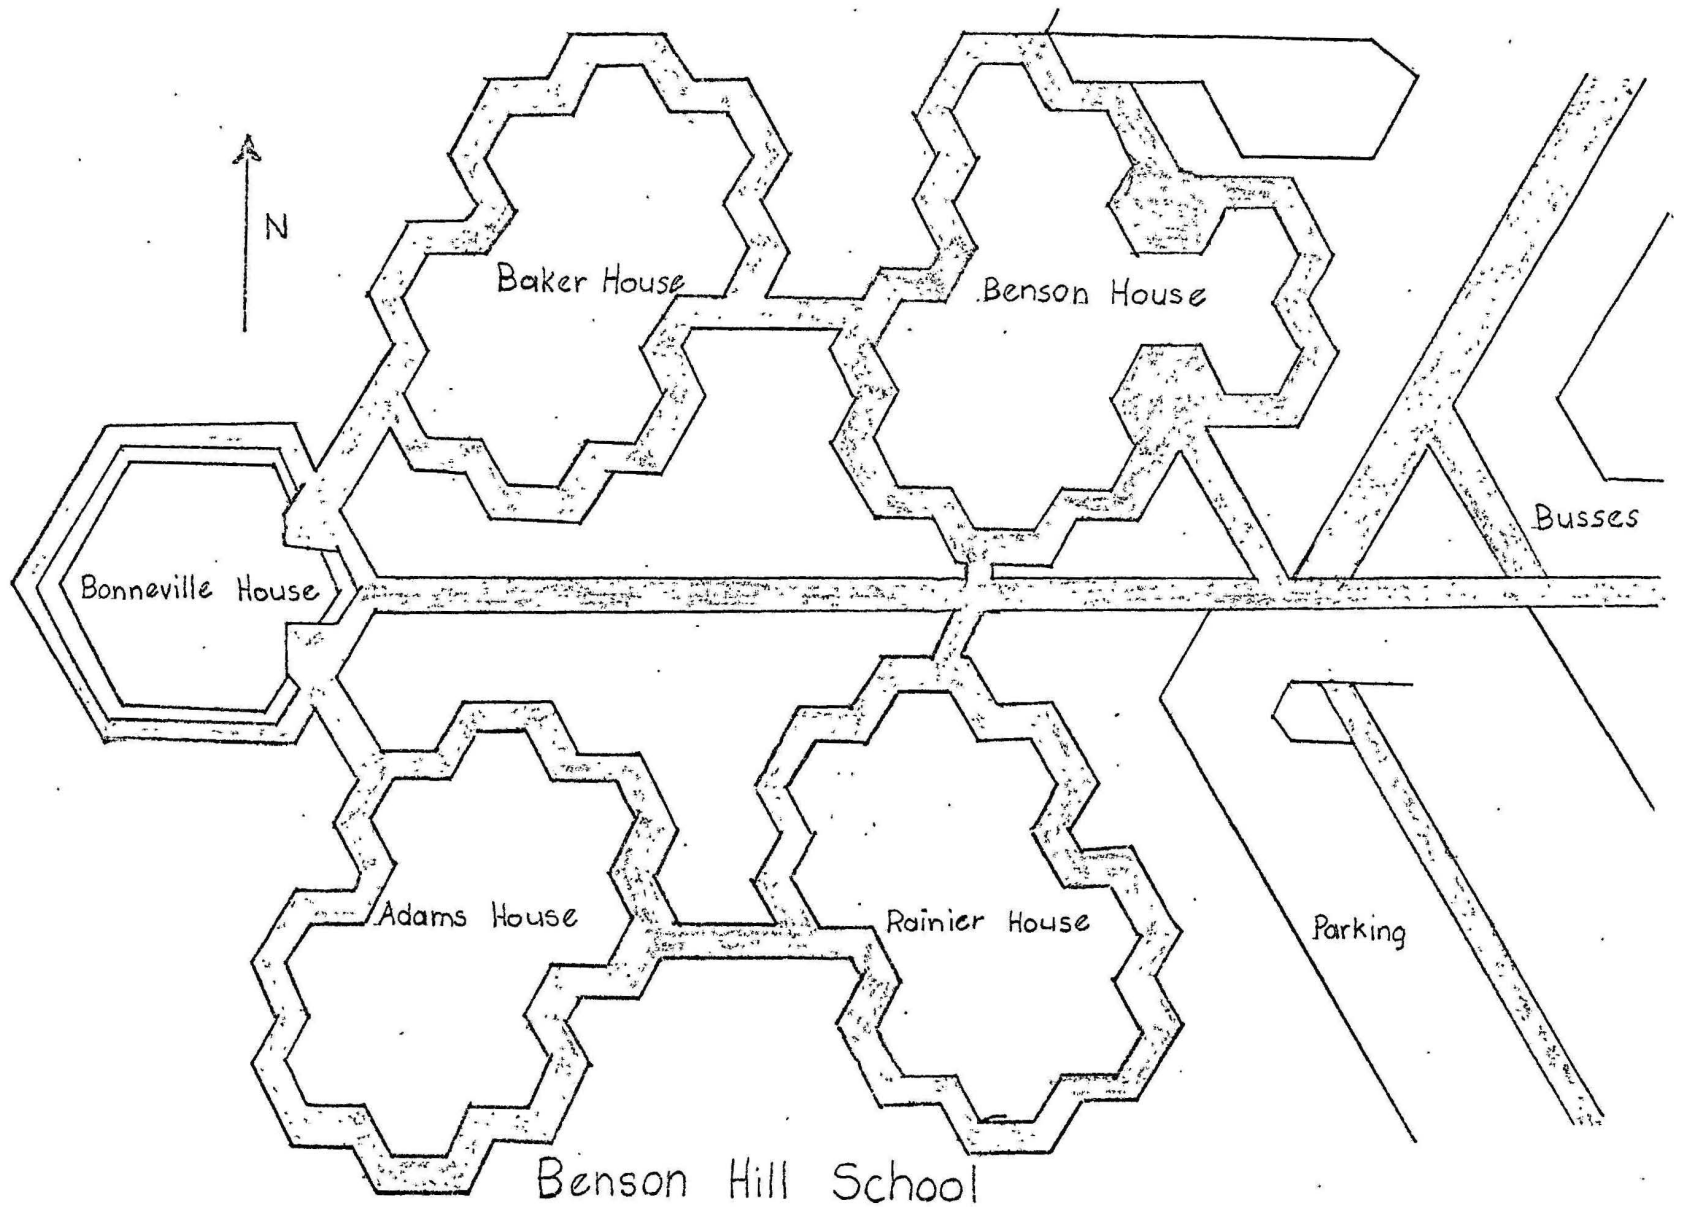 N
Baker House
Benson House
Busses
Bonneville House
Adams House
Rainier House
Parking
Benson Hill School